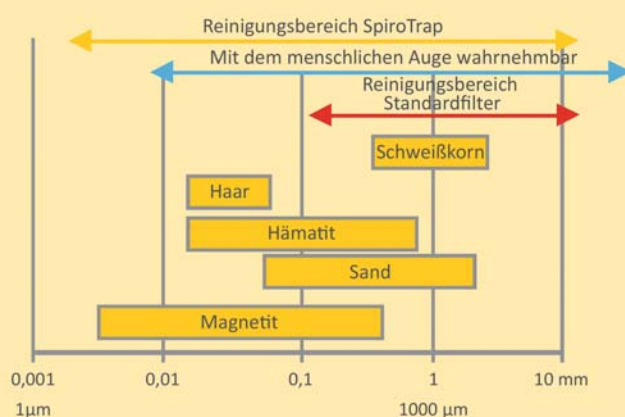 Reinigungsbereich SpiroTrap
Mit dem menschlichen Auge wahrnehmbar
Reinigungsbereich
Standardfilter
Schweißkorn
Haar
Hämatit
Sand
Magnetit
0,001 0,01 0,1 1 10 mm
1µm 1000 µm